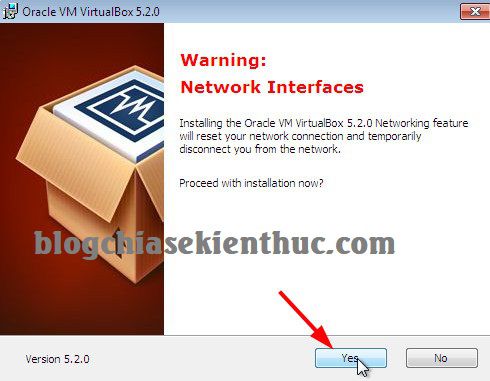 Oracle VM VirtualBox 5.2.0
Warning:
Network Interfaces
Installing the Oracle VM VirtualBox 5.2.0 Networking feature
will reset your network connection and temporarily
disconnect you from the network.
Proceed with installation now?
blogchiasekienthuc.com
Version 5.2.0
Yes
No